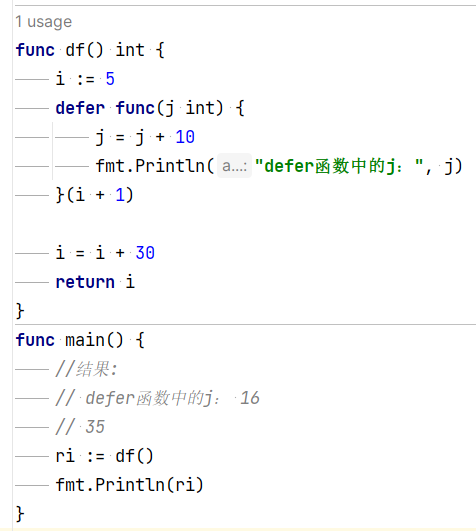 1 usage
func df() int {
i := 5
defer func(j int) {
j = j + 10
fmt.Println( a...: "defer函数中的j：", j)
}(i + 1)
i = i + 30
return i
}
func main() {
//结果:
// defer函数中的j： 16
// 35
ri := df()
fmt.Println(ri)
}